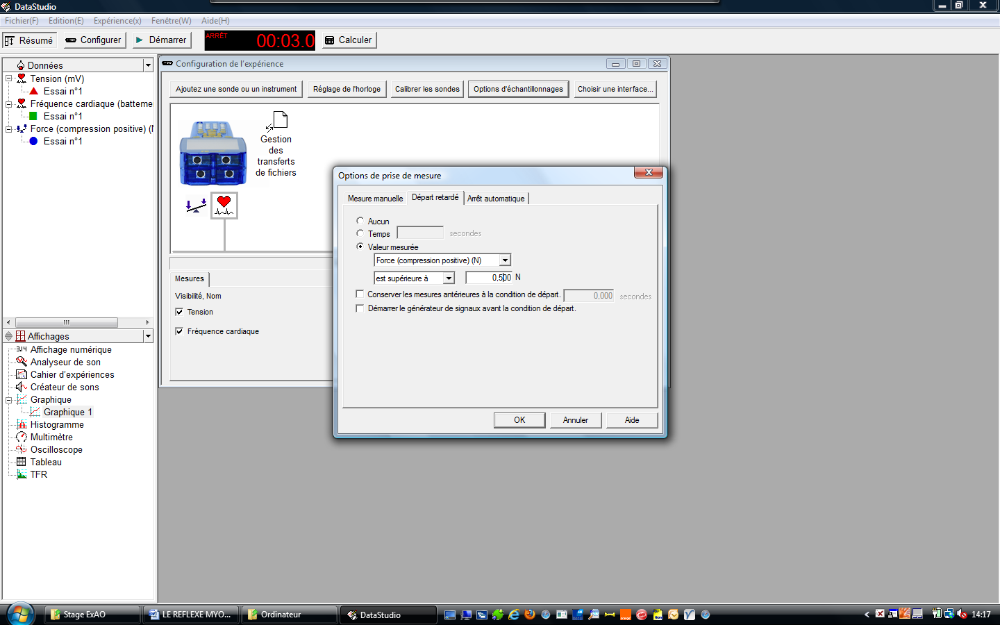 DataStudio
Fichier(F) Edition(E) Expérience(x) Fenêtre(W) Aide(H)
Résumé Configurer Démarrer ARRÊT 00:03.0 Calculer
Données
Tension (mV)
Essai n°1
Fréquence cardiaque (batteme
Essai n°1
Force (compression positive) (
Essai n°1
Affichages
Affichage numérique
Analyseur de son
Cahier d'expériences
Créateur de sons
Graphique
Graphique 1
Histogramme
Multimètre
Oscilloscope
Tableau
TFR
Configuration de l'expérience
Ajoutez une sonde ou un instrument Réglage de l'horloge Calibrer les sondes Options d'échantillonnages Choisir une interface...
Gestion
des
transferts
de fichiers
Mesures
Visibilité, Nom
Tension
Fréquence cardiaque
Options de prise de mesure
Mesure manuelle Départ retardé Arrêt automatique
Aucun
Temps secondes
Valeur mesurée
Force (compression positive) (N)
est supérieure à 0,500 N
Conserver les mesures antérieures à la condition de départ. 0,000 secondes
Démarrer le générateur de signaux avant la condition de départ.
OK Annuler Aide
Stage ExAO LE REFLEXE MYO... Ordinateur DataStudio 14:17